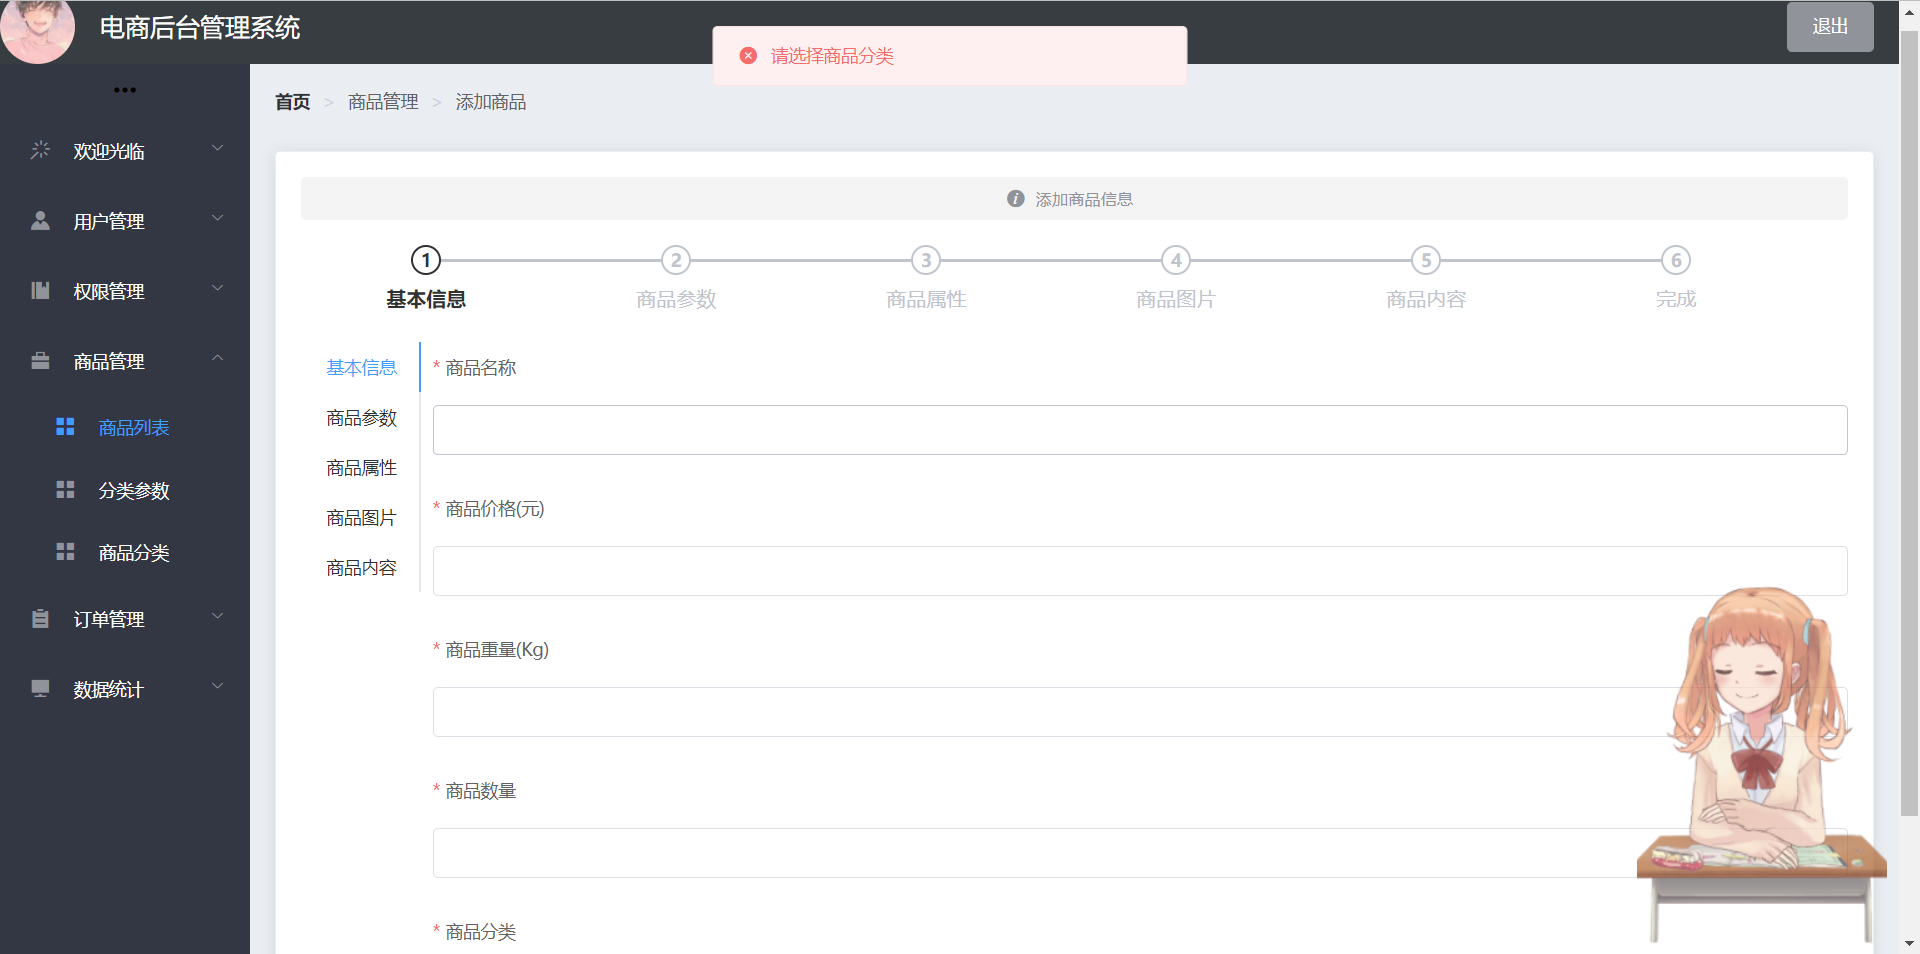 电商后台管理系统
请选择商品分类
退出
•••
首页 > 商品管理 > 添加商品
欢迎光临
用户管理
权限管理
商品管理
商品列表
分类参数
商品分类
订单管理
数据统计
添加商品信息
1 2 3 4 5 6
基本信息 商品参数 商品属性 商品图片 商品内容 完成
基本信息
商品参数
商品属性
商品图片
商品内容
* 商品名称
* 商品价格(元)
* 商品重量(Kg)
* 商品数量
* 商品分类